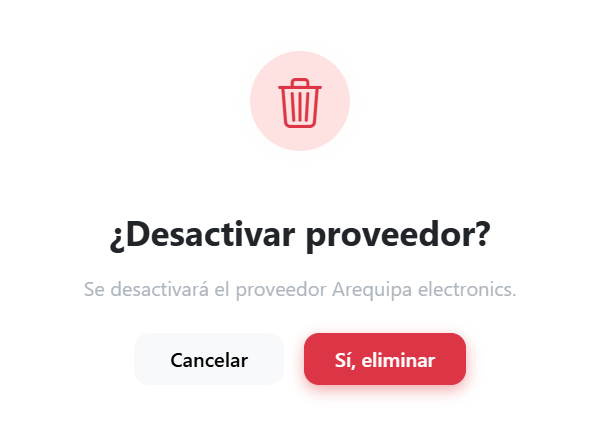 ¿Desactivar proveedor?
Se desactivará el proveedor Arequipa electronics.
Cancelar
Sí, eliminar